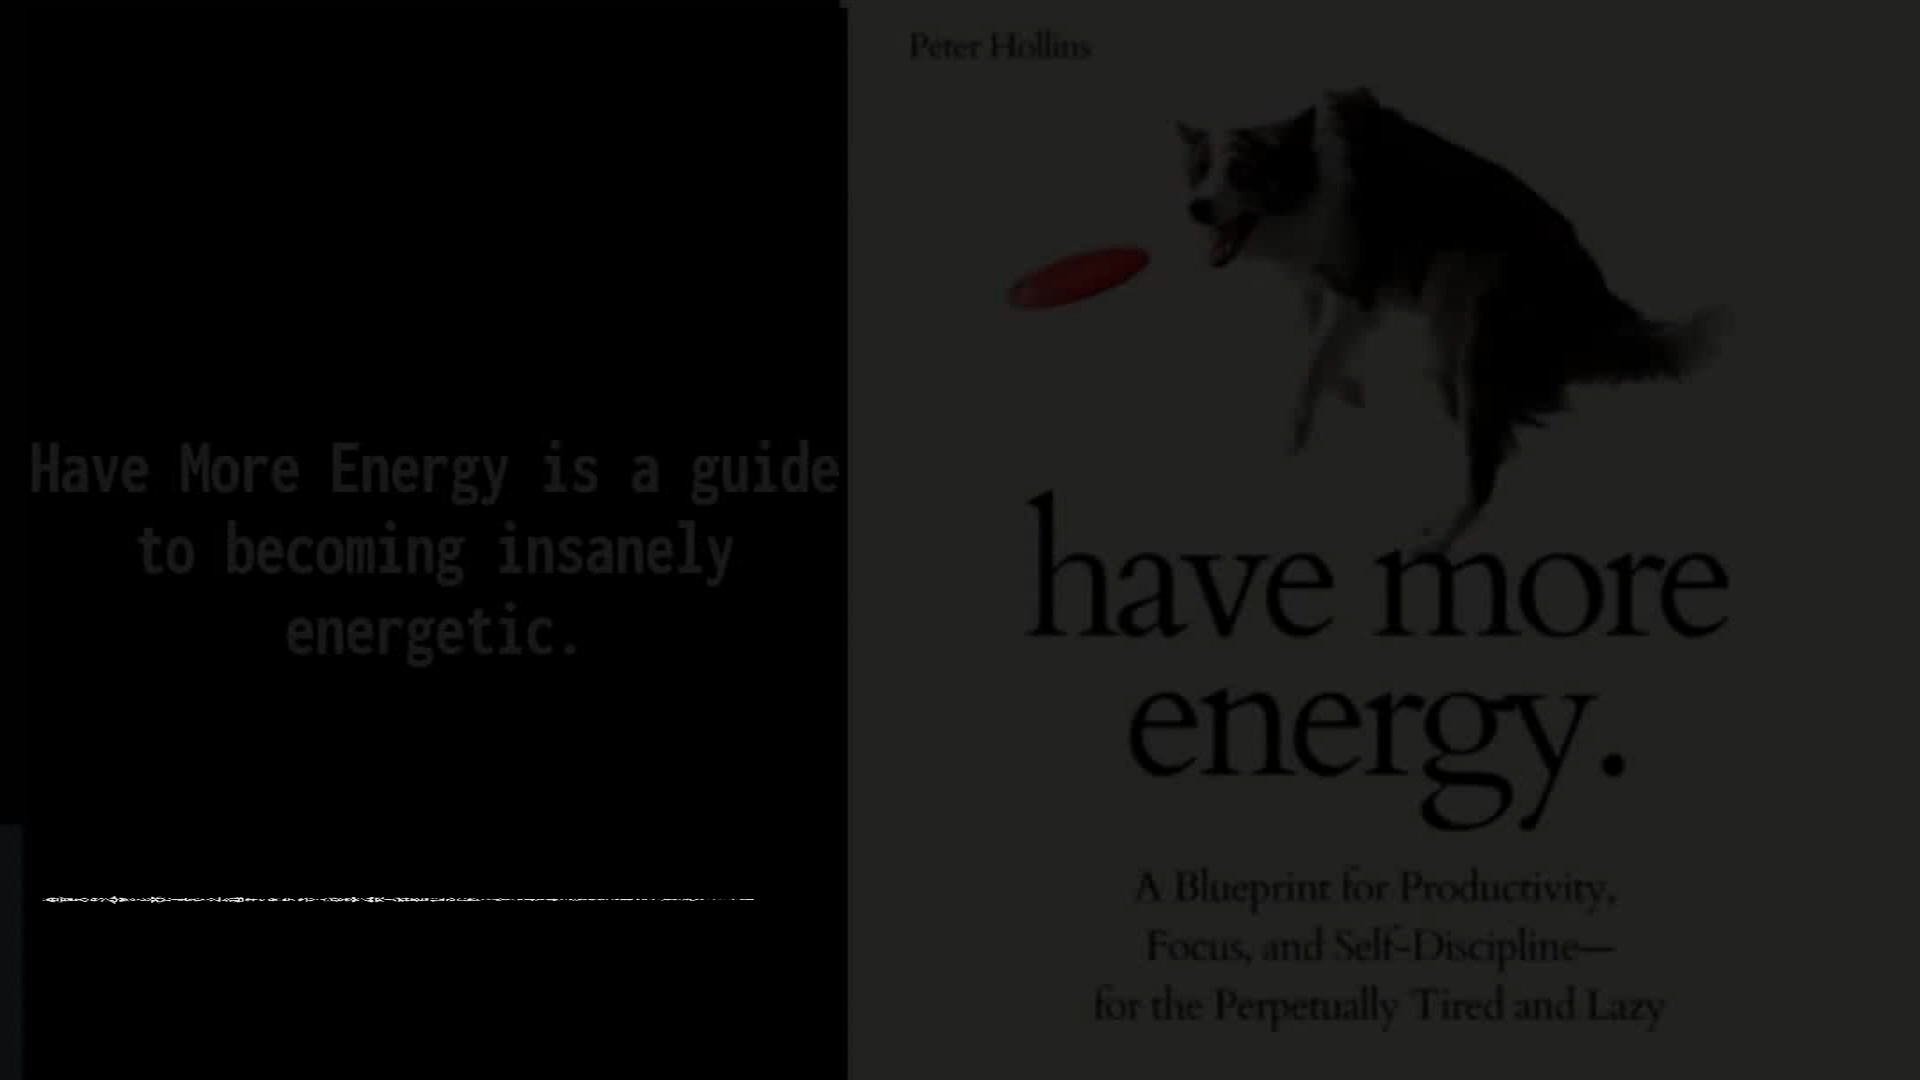 Have More Energy is a guide
to becoming insanely
energetic.
Peter Hollins
have more
energy.
A Blueprint for Productivity,
Focus, and Self-Discipline—
for the Perpetually Tired and Lazy